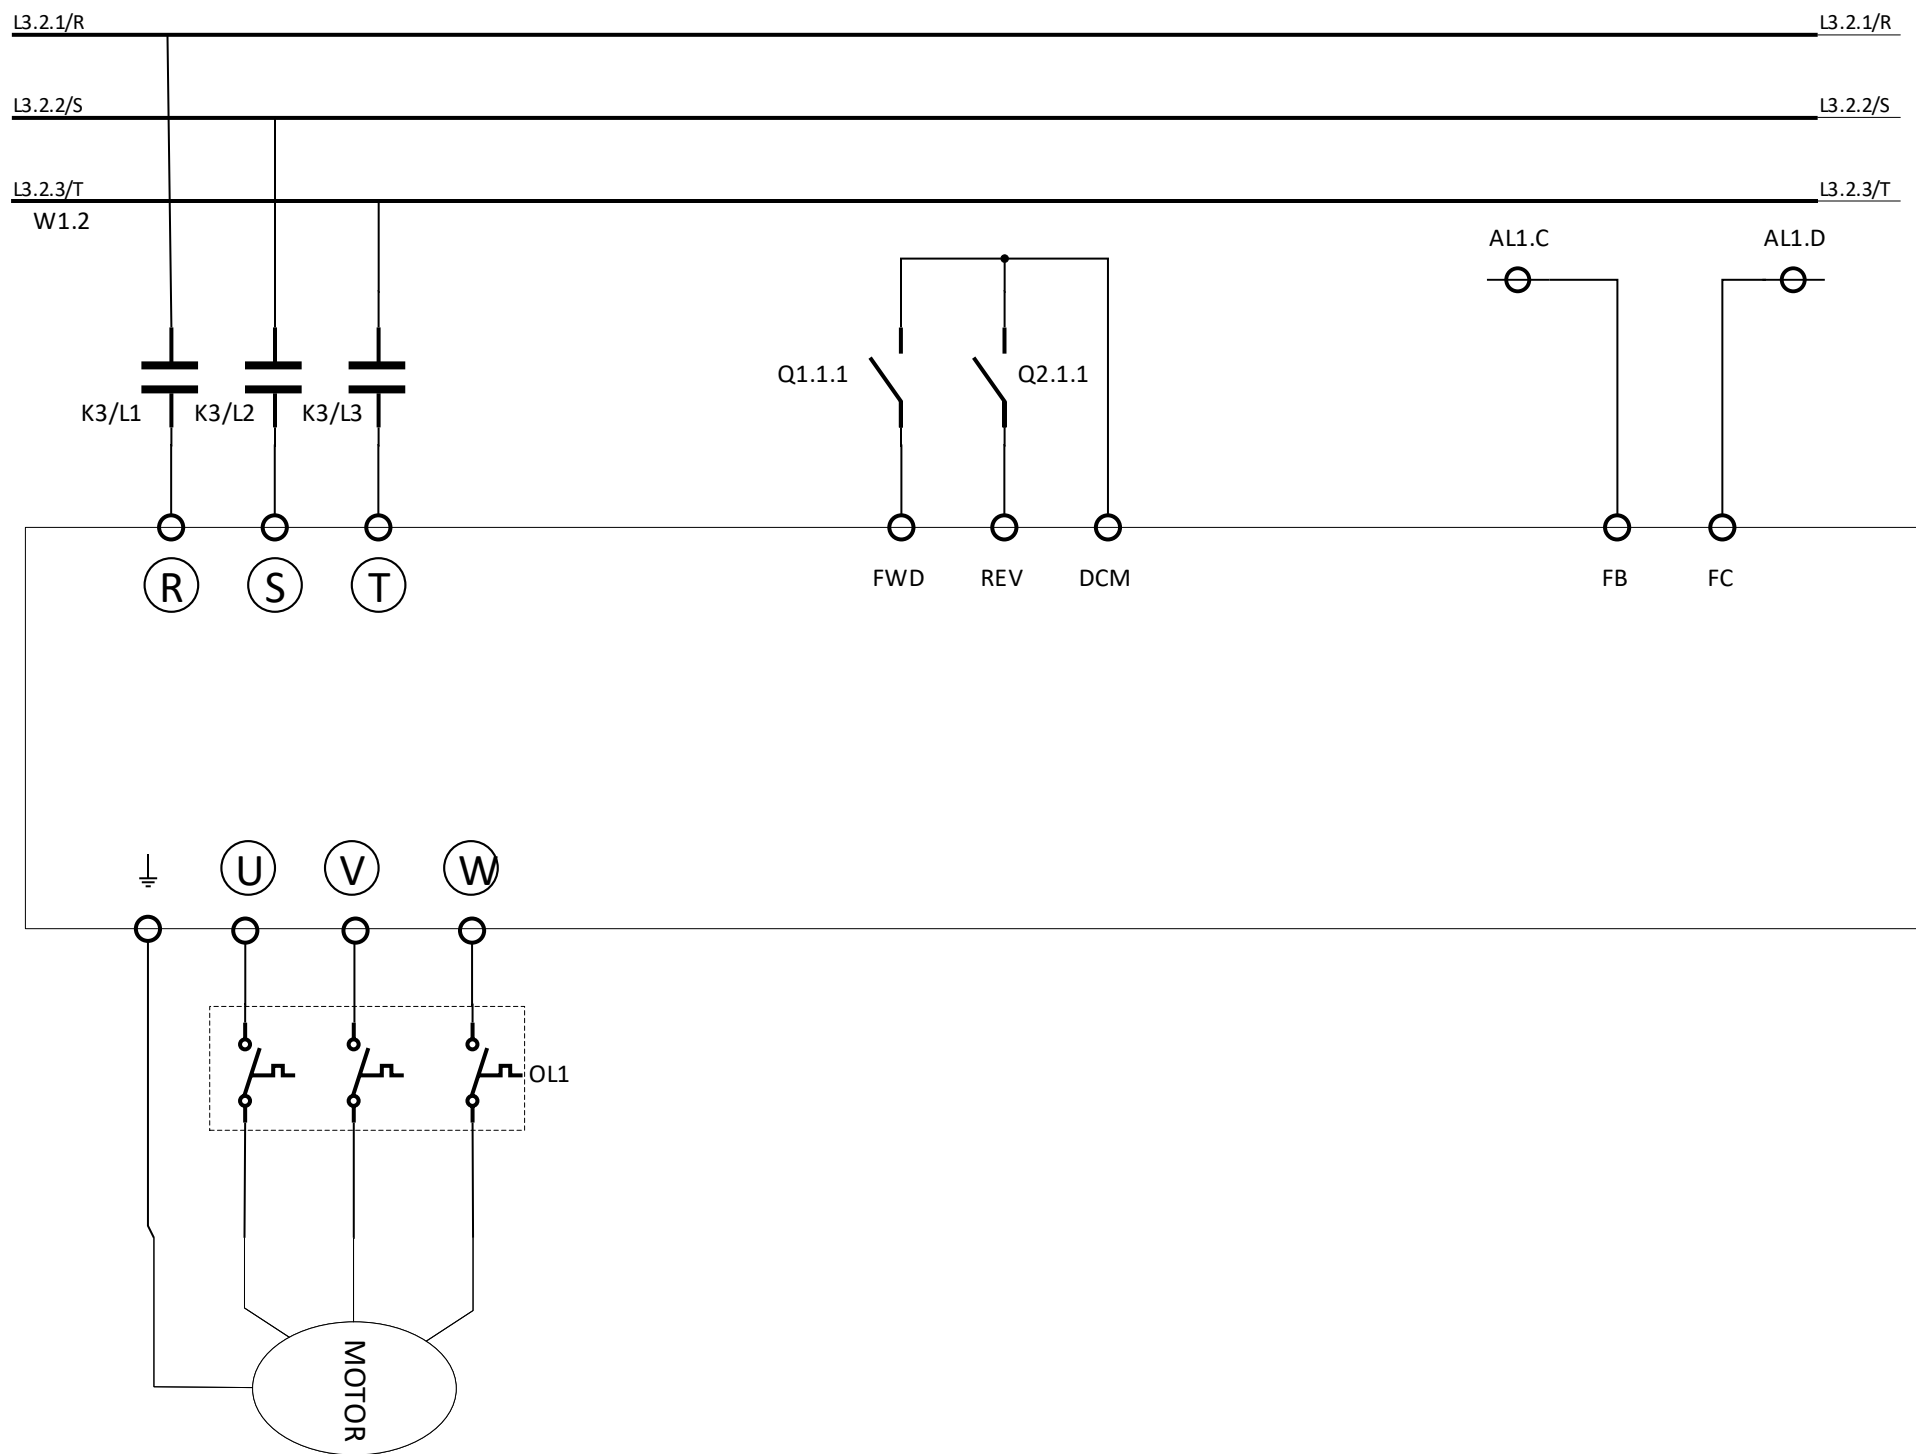 L3.2.1/R
L3.2.1/R
L3.2.2/S
L3.2.2/S
L3.2.3/T
L3.2.3/T
W1.2
AL1.C
AL1.D
Q1.1.1
Q2.1.1
K3/L1
K3/L2
K3/L3
R
S
T
FWD
REV
DCM
FB
FC
U
V
W
OL1
MOTOR